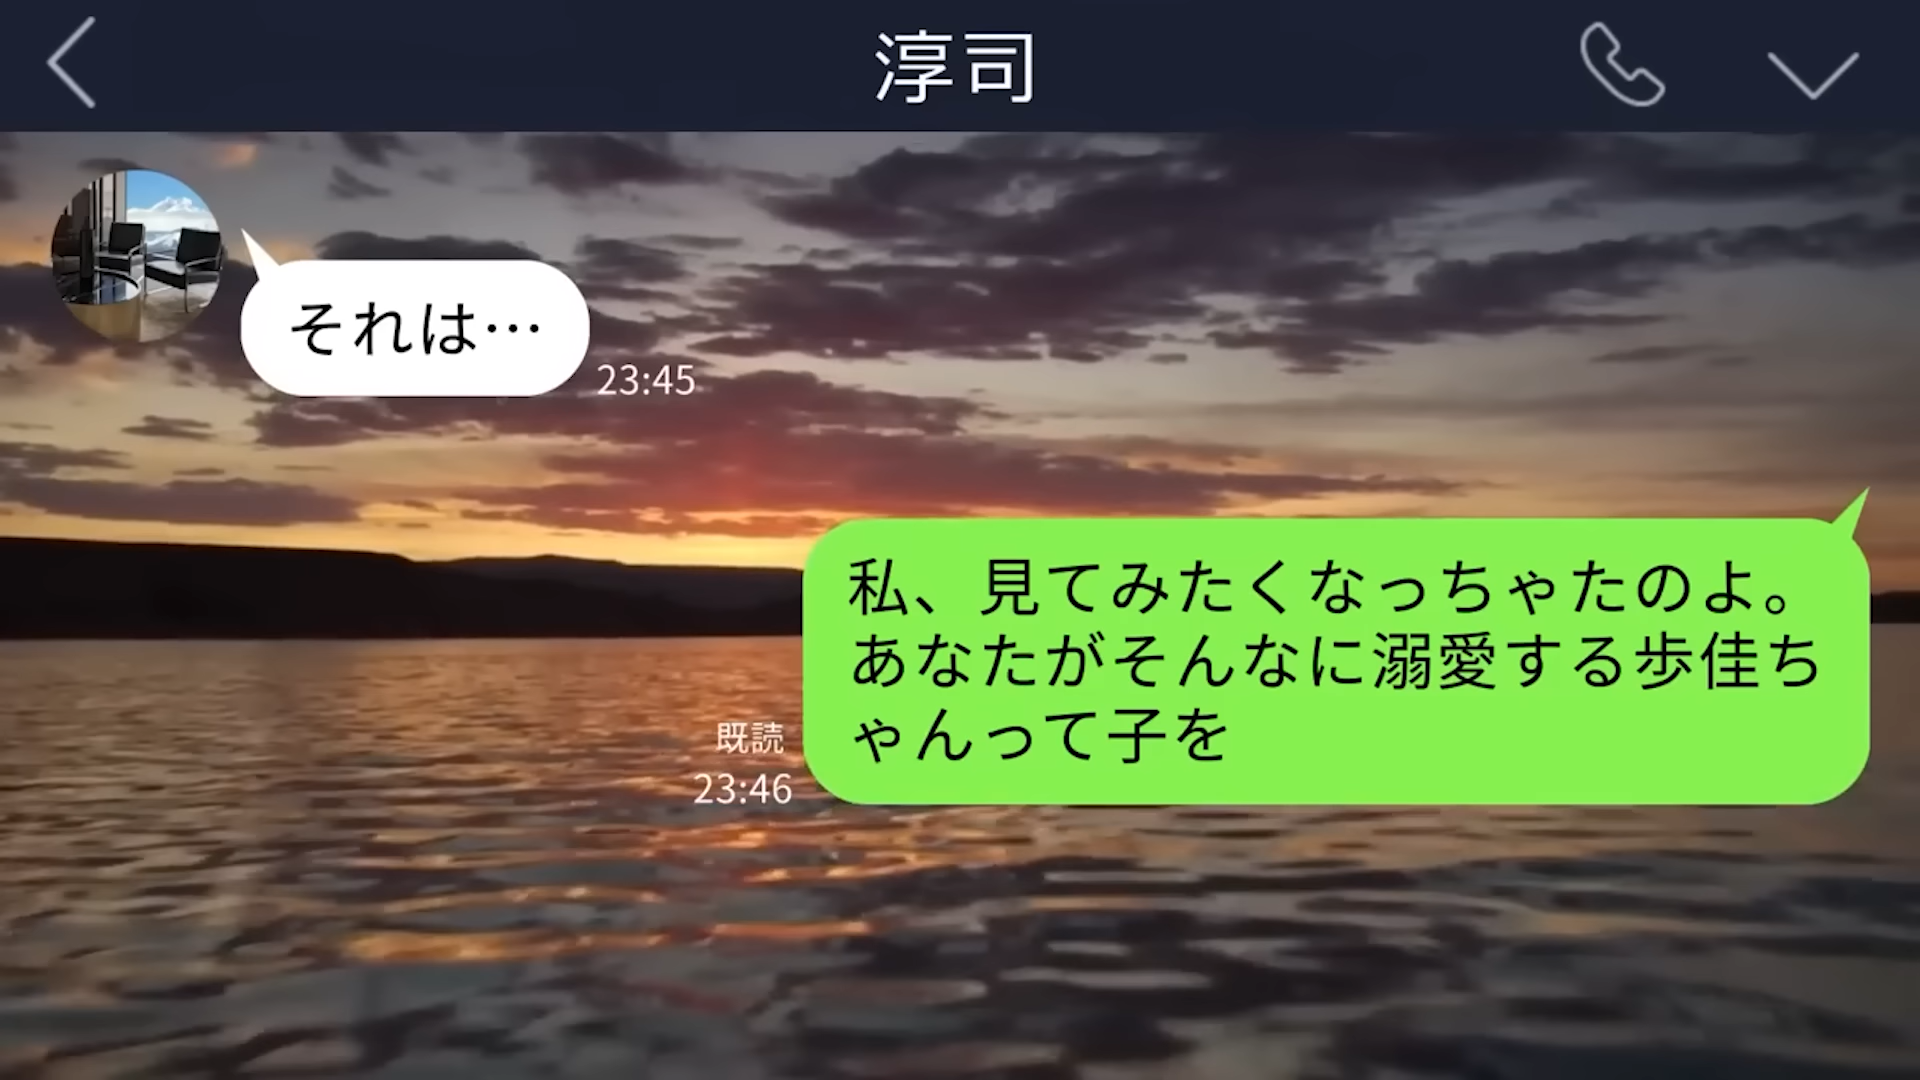 淳司
それは…
23:45
私、見てみたくなっちゃたのよ。
あなたがそんなに溺愛する歩佳ち
ゃんって子を
既読
23:46